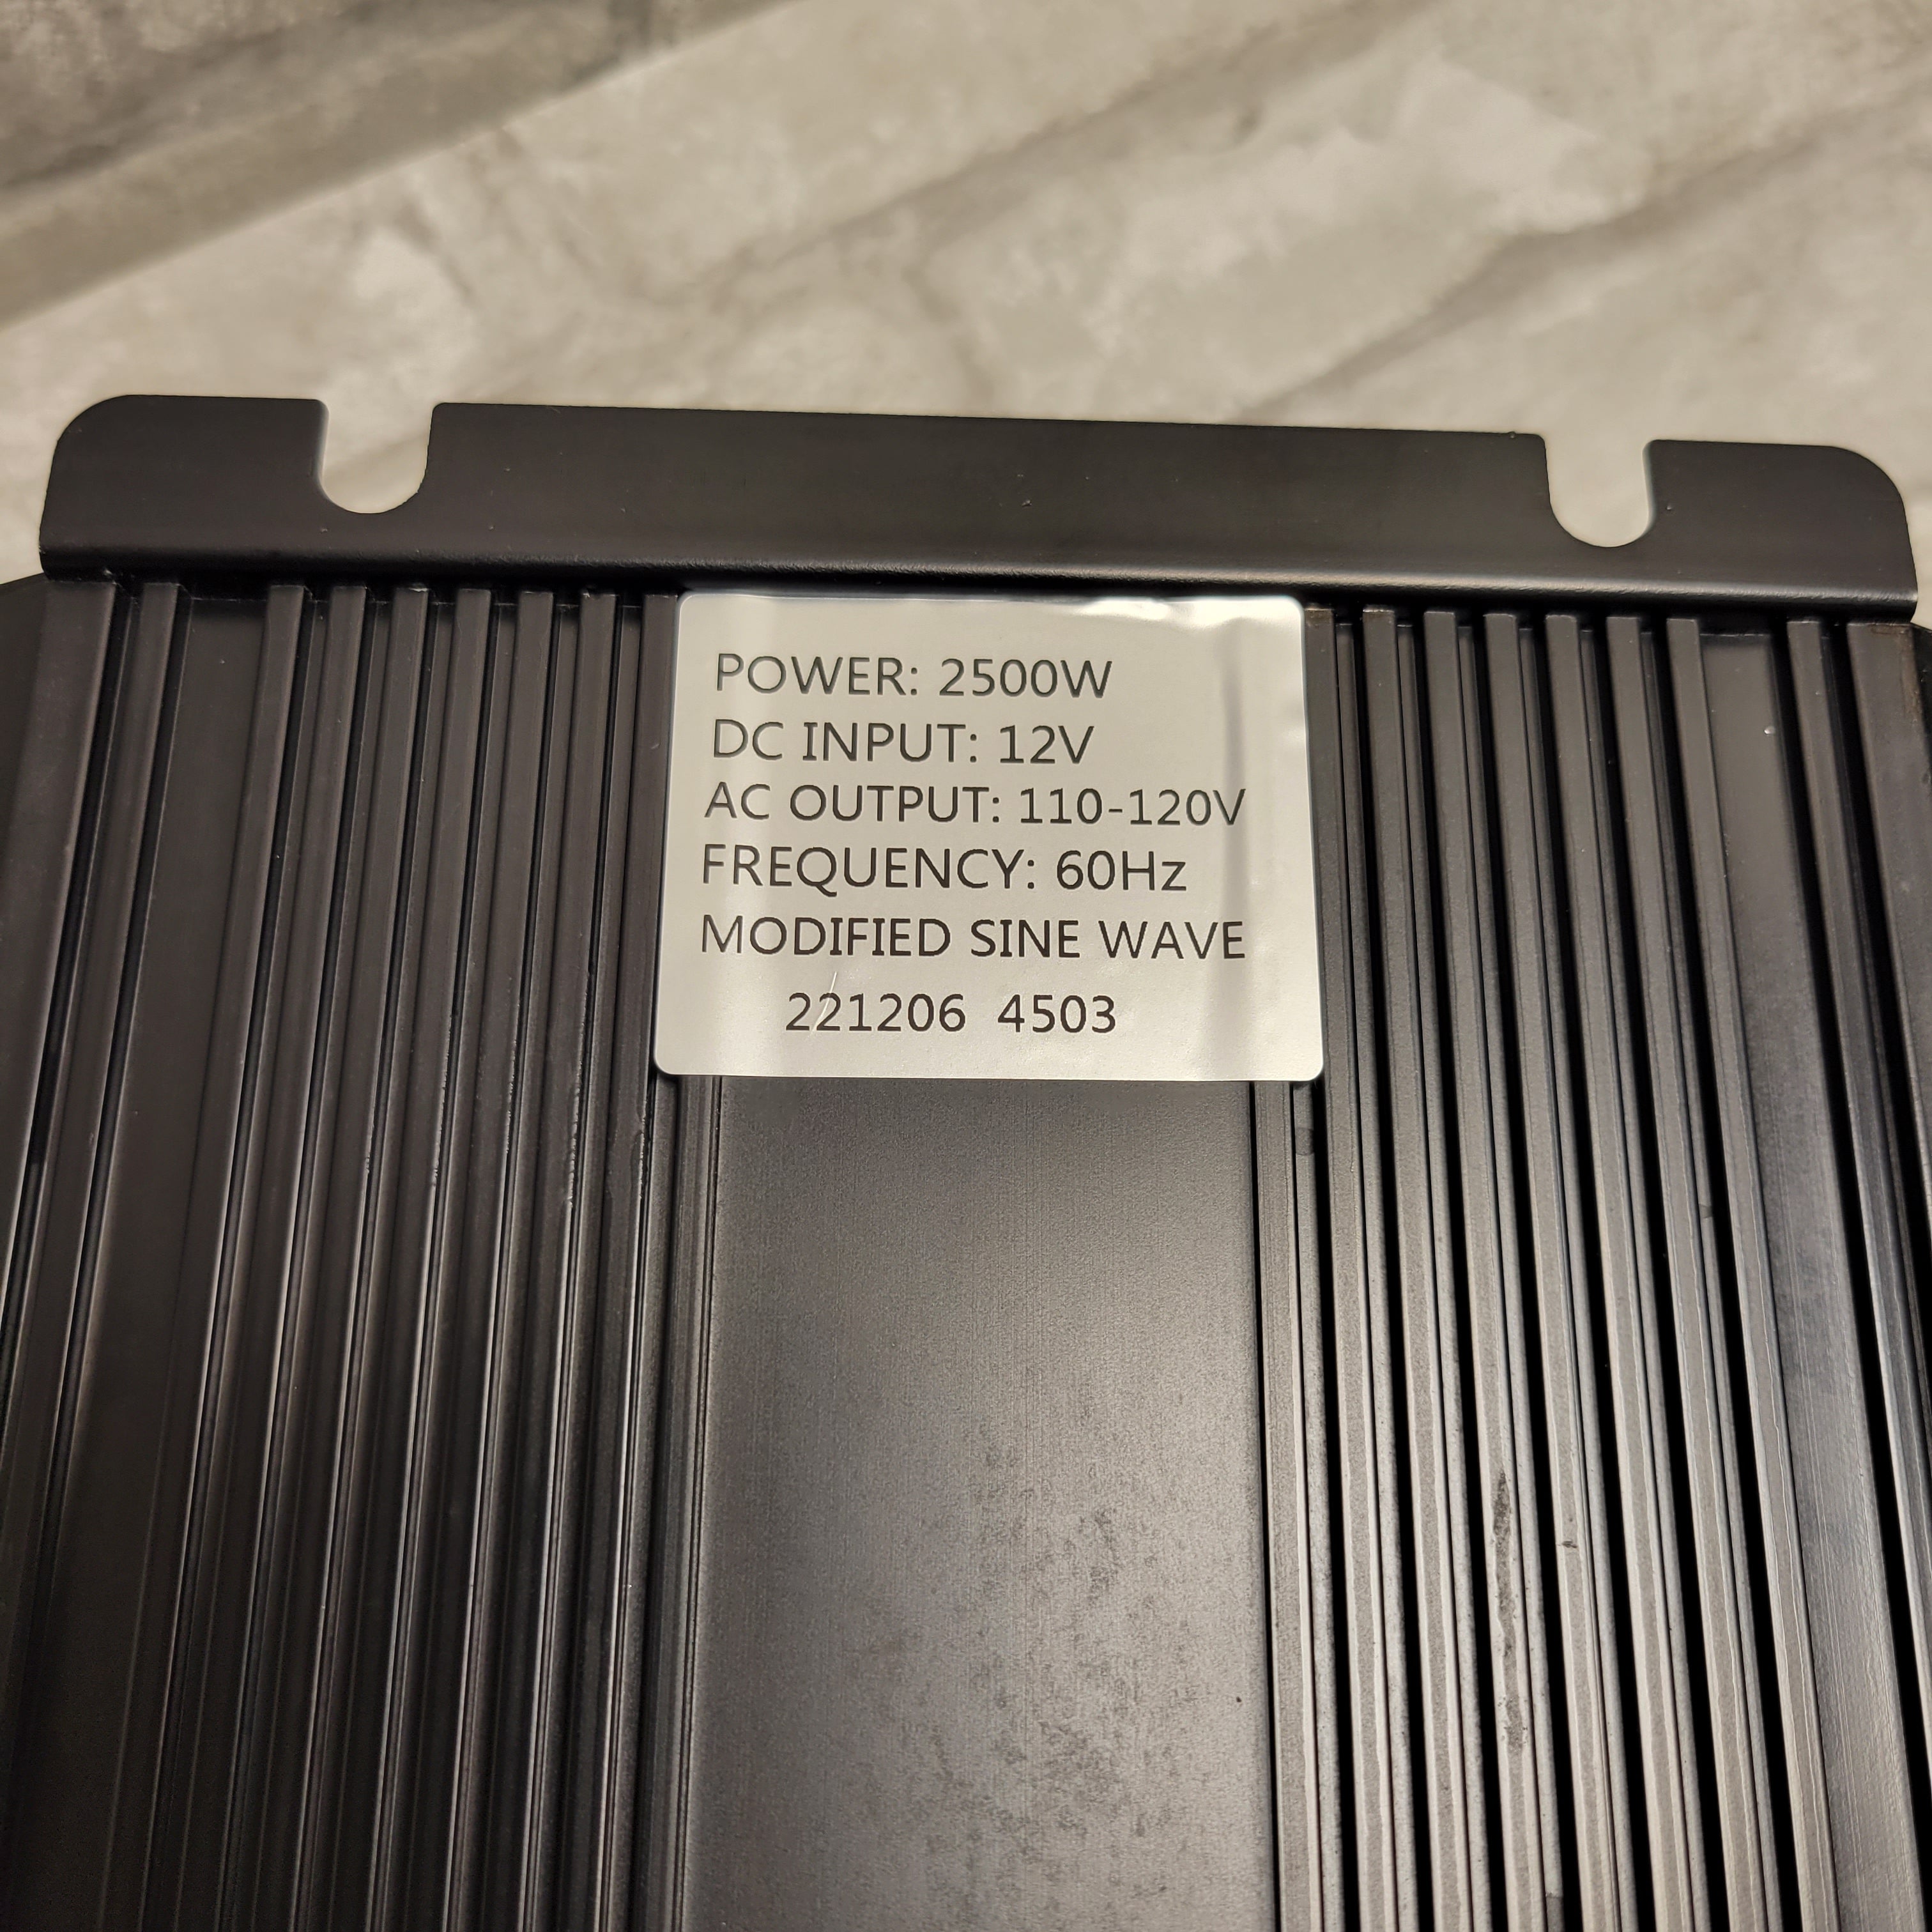 POWER: 2500W
DC INPUT: 12V
AC OUTPUT: 110-120V
FREQUENCY: 60Hz
MODIFIED SINE WAVE
221206 4503